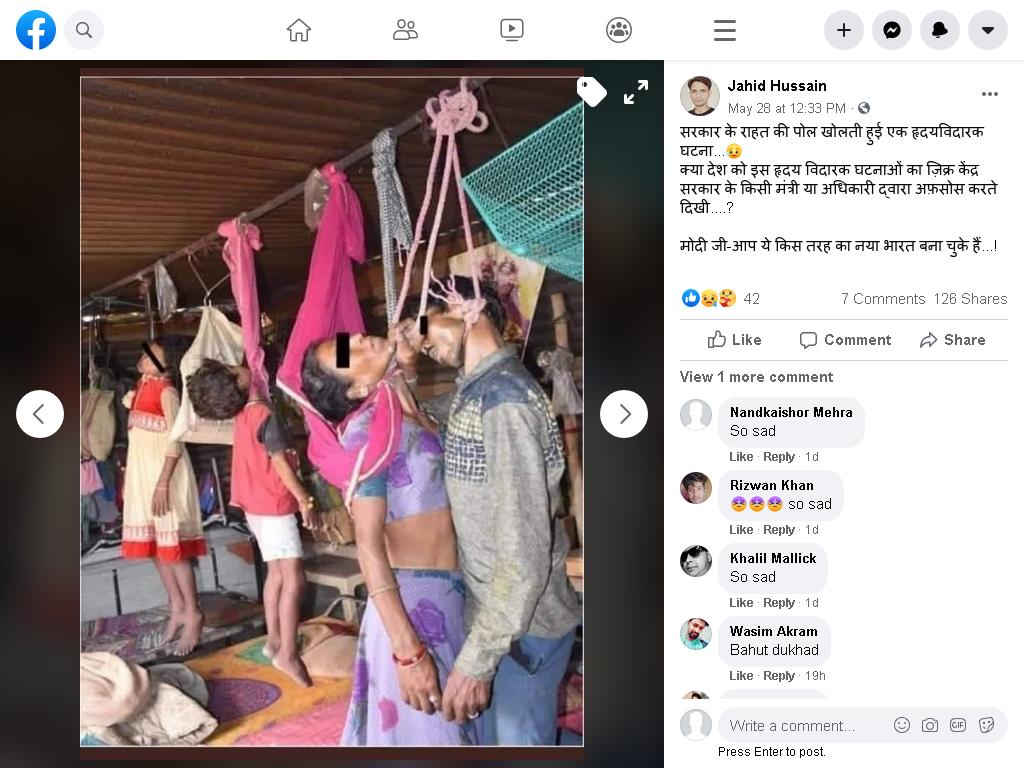 Jahid Hussain
May 28 at 12:33 PM ·
सरकार के राहत की पोल खोलती हुई एक हृदयविदारक
घटना...😥
क्या देश को इस हृदय विदारक घटनाओं का ज़िक्र केंद्र
सरकार के किसी मंत्री या अधिकारी द्वारा अफ़सोस करते
दिखी....?
मोदी जी-आप ये किस तरह का नया भारत बना चुके हैं...!
42 7 Comments 126 Shares
Like Comment Share
View 1 more comment
Nandkaishor Mehra
So sad
Like · Reply · 1d
Rizwan Khan
so sad
Like · Reply · 1d
Khalil Mallick
So sad
Like · Reply · 1d
Wasim Akram
Bahut dukhad
Like · Reply · 19h
Write a comment...
GIF
Press Enter to post.